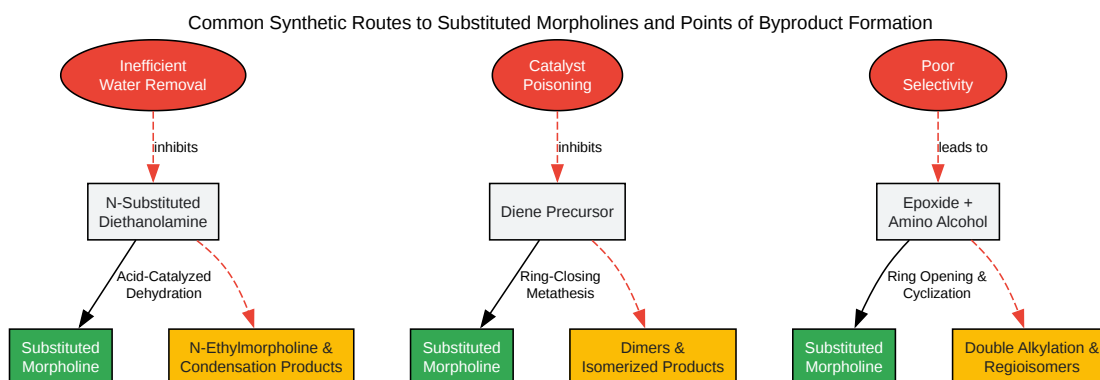 Common Synthetic Routes to Substituted Morpholines and Points of Byproduct Formation
Inefficient
Water Removal
Catalyst
Poisoning
Poor
Selectivity
inhibits
inhibits
leads to
N-Substituted
Diethanolamine
Diene Precursor
Epoxide +
Amino Alcohol
Acid-Catalyzed
Dehydration
Ring-Closing
Metathesis
Ring Opening &
Cyclization
Substituted
Morpholine
N-Ethylmorpholine &
Condensation Products
Substituted
Morpholine
Dimers &
Isomerized Products
Substituted
Morpholine
Double Alkylation &
Regioisomers